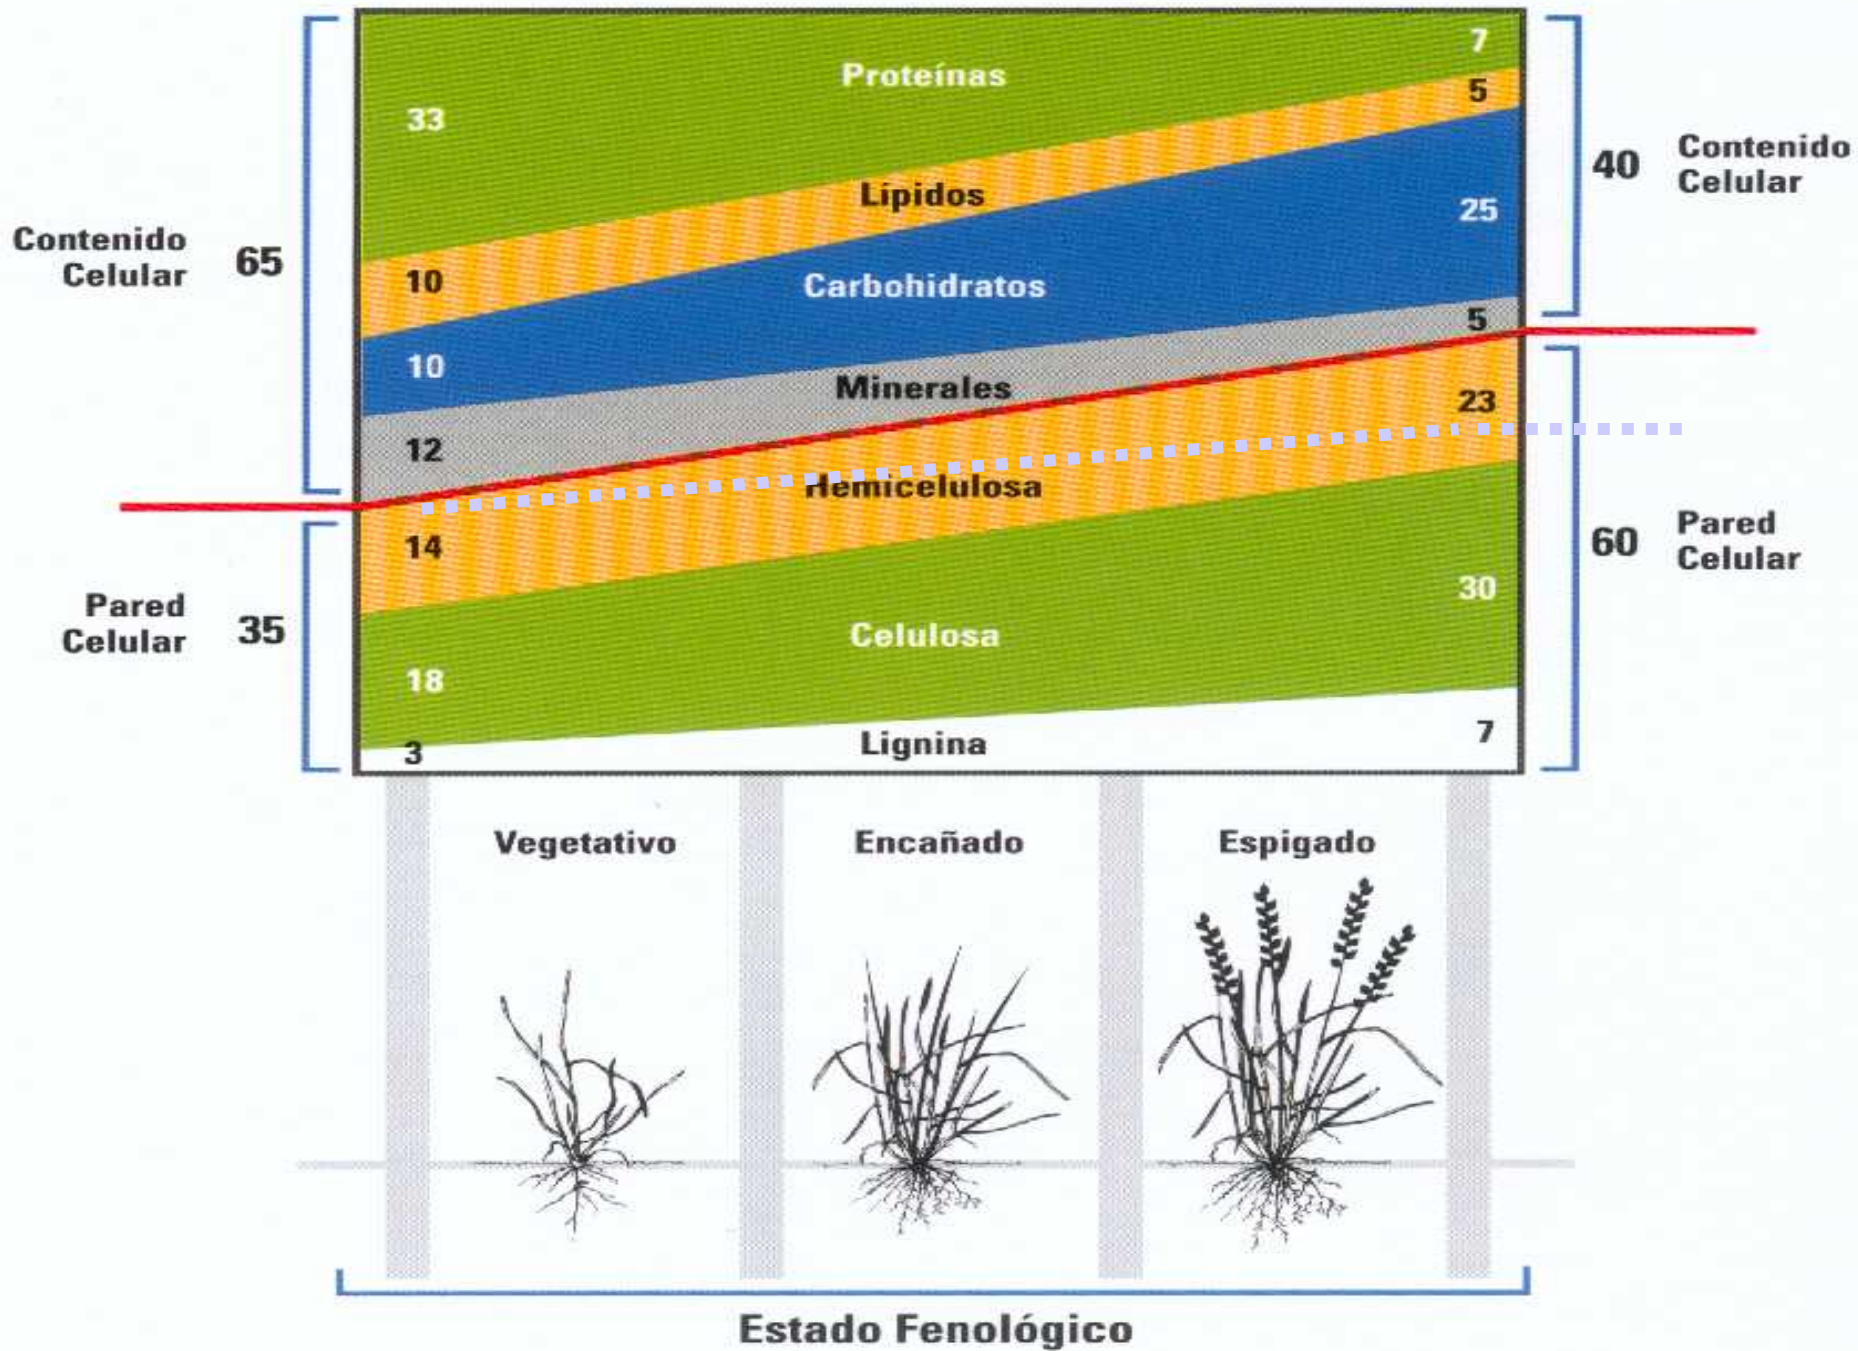 Proteínas
7
33
5
Lípidos
Contenido
Celular
40
25
Contenido
Celular
65
10
Carbohidratos
5
10
Minerales
23
12
Hemicelulosa
14
Pared
Celular
60
30
Pared
Celular
35
Celulosa
18
7
3
Lignina
Vegetativo
Encañado
Espigado
Estado Fenológico